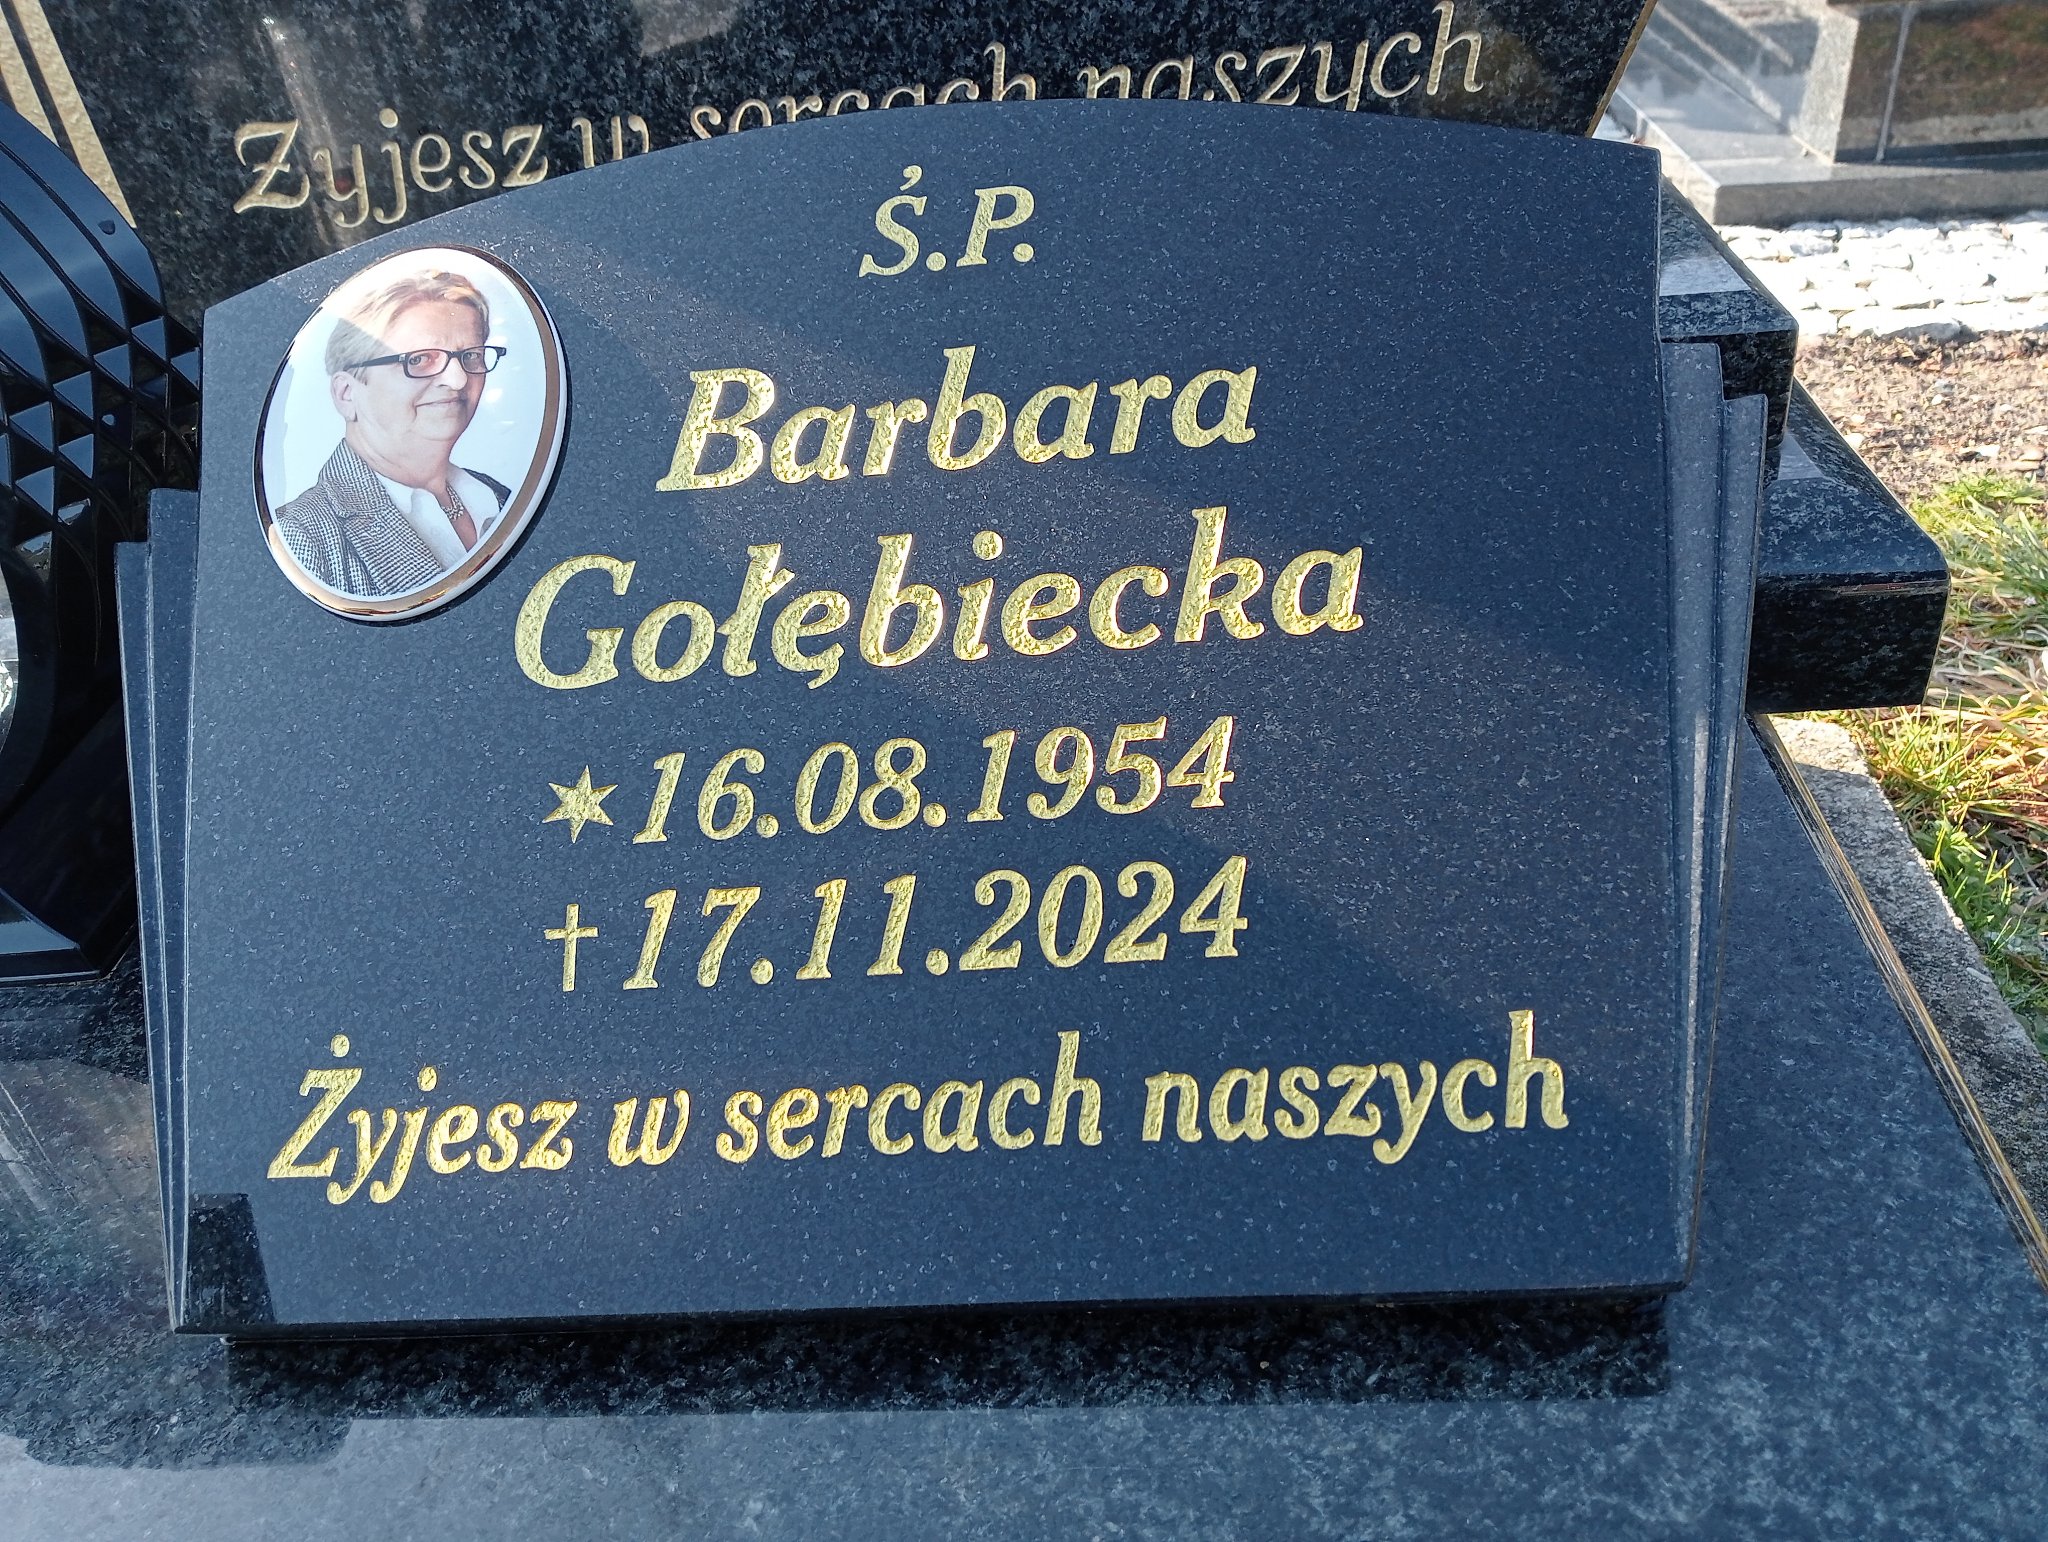 Żyjesz w sercach naszych
Ś.P.
Barbara
Gołębiecka
✶ 16.08.1954
† 17.11.2024
Żyjesz w sercach naszych